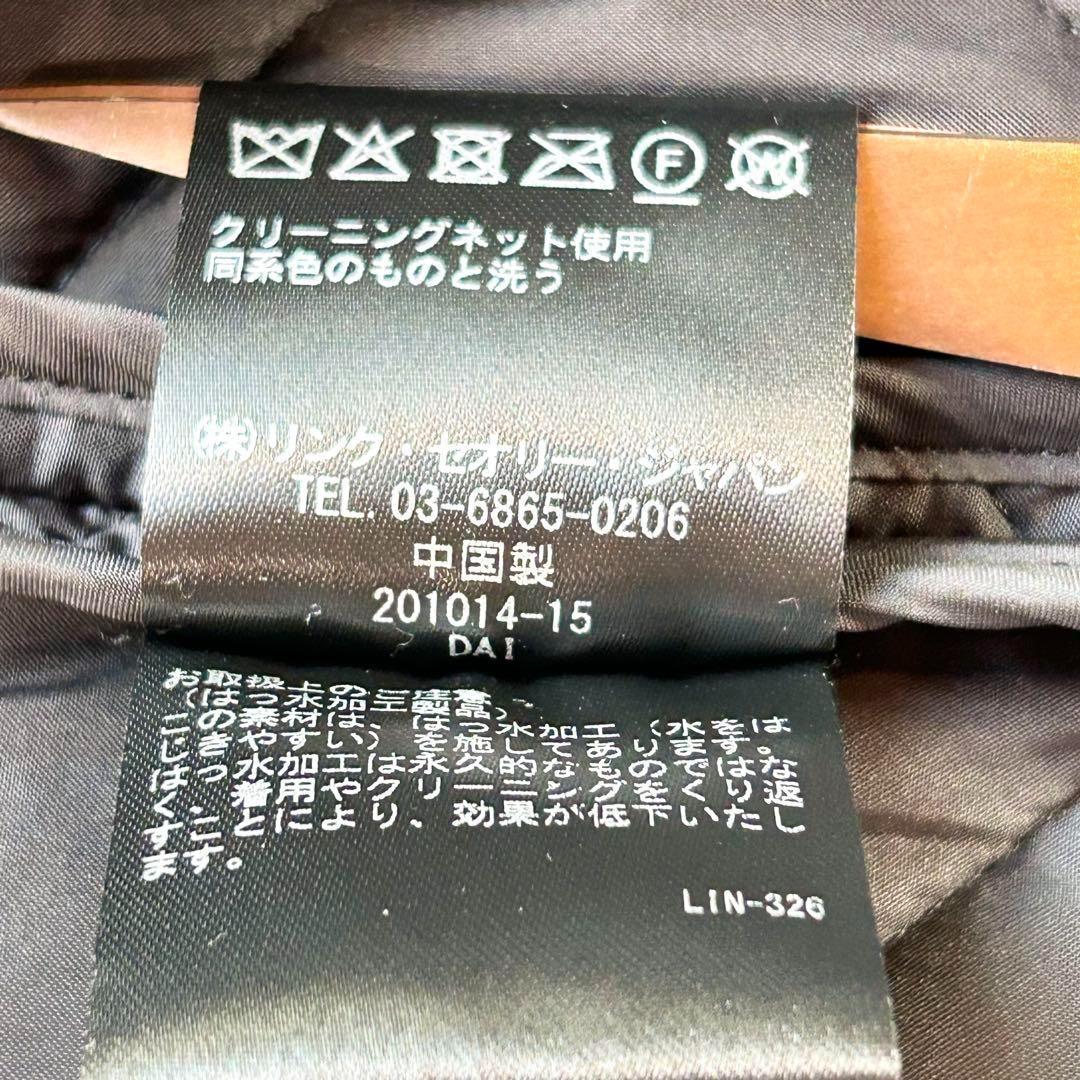 F W
クリーニングネット使用
同系色のものと洗う
(株)リンク・セオリー・ジャパン
TEL. 03-6865-0206
中国製
201014-15
DAI
お取扱上のご注意
(はっ水加工製品)
この素材は、はっ水加工(水をは
じきやすい)を施してあります。
はっ水加工は永久的なものではな
く、着用やクリーニングをくり返
すことにより、効果が低下いたし
ます。
LIN-326